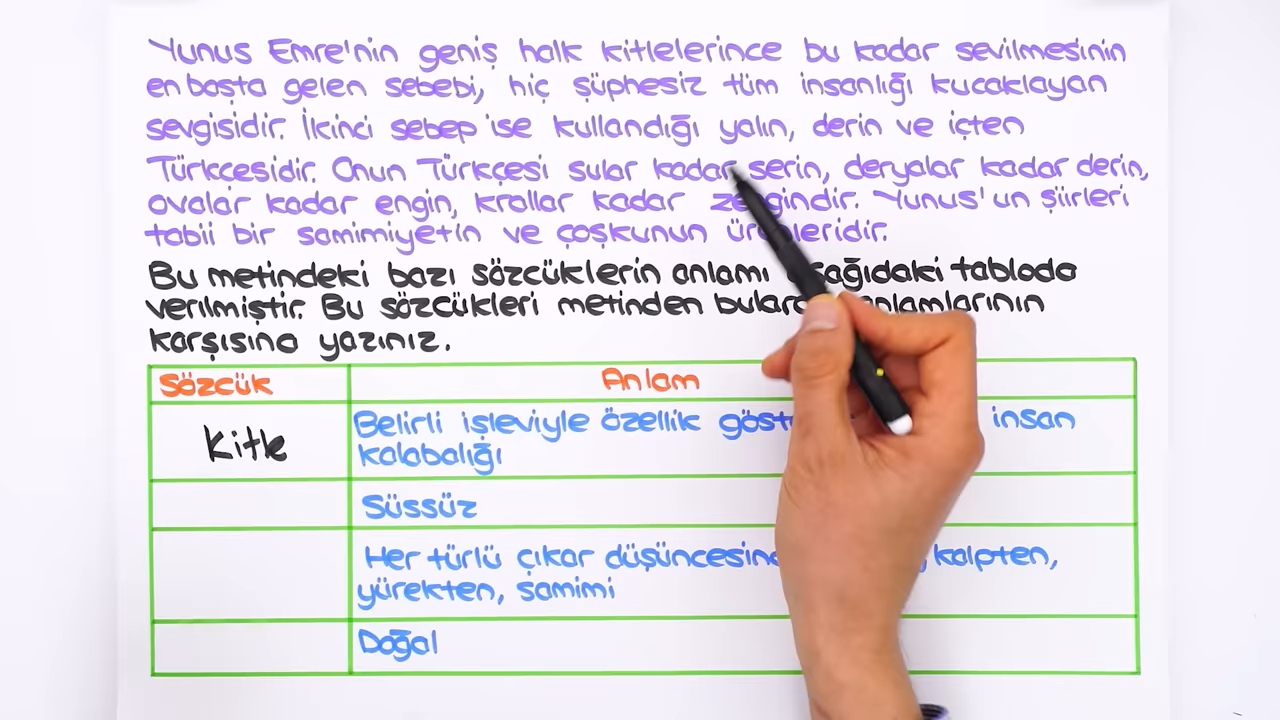 Yunus Emre'nin geniş halk kitlelerince bu kadar sevilmesinin
en başta gelen sebebi, hiç şüphesiz tüm insanlığı kucaklayan
sevgisidir. İkinci sebep ise kullandığı yalın, derin ve içten
Türkçesidir. Onun Türkçesi sular kadar serin, deryalar kadar derin,
ovalar kadar engin, krallar kadar zengindir. Yunus'un şiirleri
tabii bir samimiyetin ve coşkunun ürünleridir.
Bu metindeki bazı sözcüklerin anlamı aşağıdaki tabloda
verilmiştir. Bu sözcükleri metinden bularak anlamlarının
karşısına yazınız.
Sözcük Anlam
Kitle Belirli işleviyle özellik insan
kalabalığı
Süssüz
Her türlü çıkar kalpten,
yürekten, samimi
Doğal